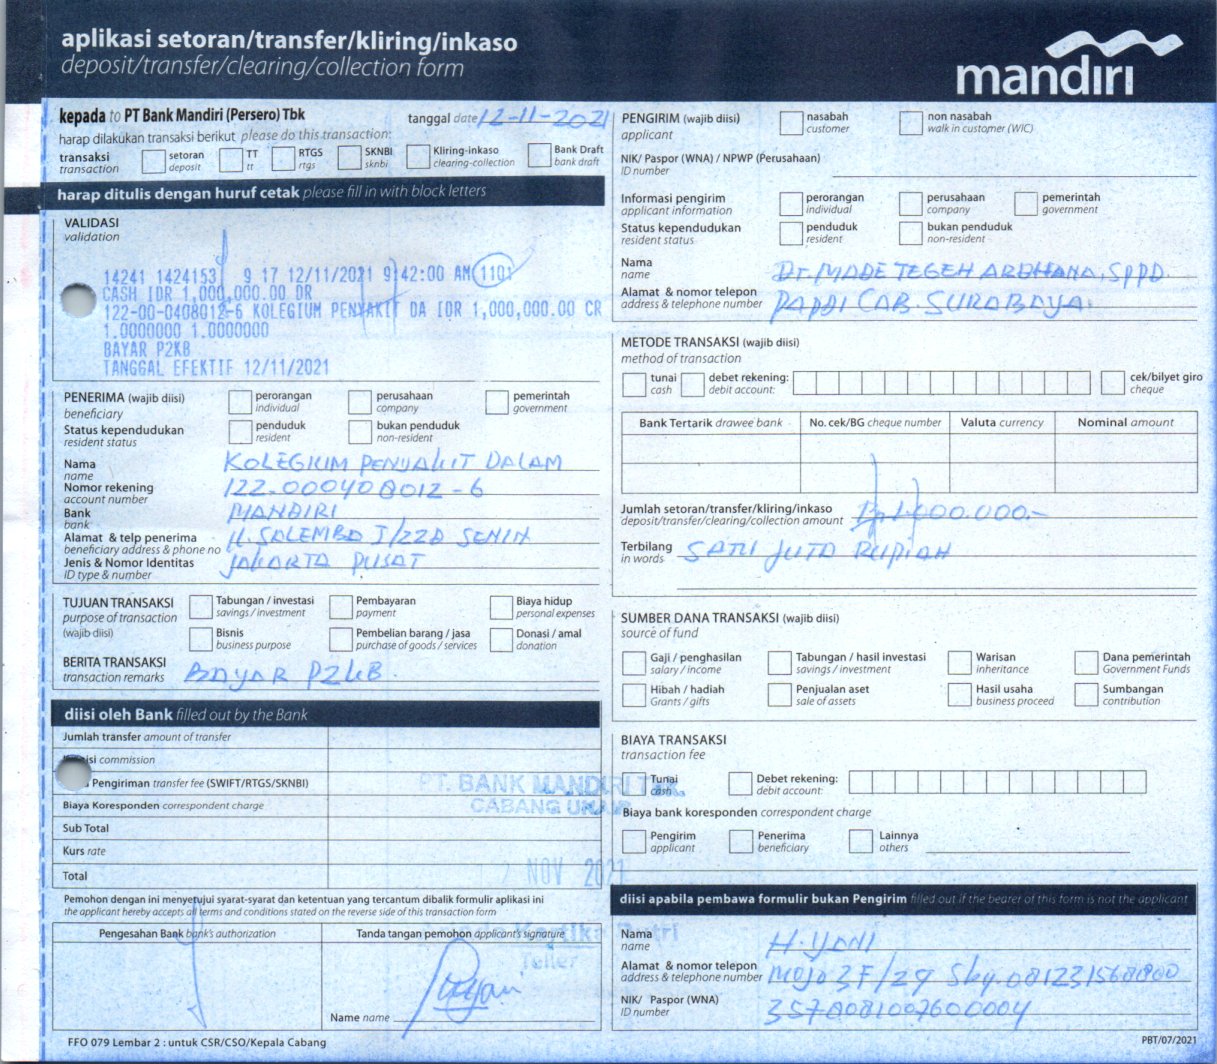 aplikasi setoran/transfer/kliring/inkaso
deposit/transfer/clearing/collection form
mandiri
kepada to PT Bank Mandiri (Persero) Tbk
tanggal date 12-11-2021
harap dilakukan transaksi berikut please do this transaction:
transaksi transaction
setoran deposit
TT tt
RTGS rtgs
SKNBI sknbi
Kliring-inkaso clearing-collection
Bank Draft bank draft
harap ditulis dengan huruf cetak please fill in with block letters
VALIDASI
validation
14241 1424153 9 17 12/11/2021 9:42:00 AM 1101
CASH IDR 1,000,000.00 DR
122-00-0408012-6 KOLEGIUM PENYAKIT DA IDR 1,000,000.00 CR
1.0000000 1.0000000
BAYAR P2KB
TANGGAL EFEKTIF 12/11/2021
PENERIMA (wajib diisi)
beneficiary
perorangan individual
perusahaan company
pemerintah government
Status kependudukan
resident status
penduduk resident
bukan penduduk non-resident
Nama name KOLEGIUM PENYAKIT DALAM
Nomor rekening account number 122.000408012-6
Bank bank MANDIRI
Alamat & telp penerima beneficiary address & phone no JL. SALEMBA I/22D SENIN
Jenis & Nomor Identitas ID type & number JAKARTA PUSAT
TUJUAN TRANSAKSI
purpose of transaction
(wajib diisi)
Tabungan / investasi savings / investment
Pembayaran payment
Biaya hidup personal expenses
Bisnis business purpose
Pembelian barang / jasa purchase of goods / services
Donasi / amal donation
BERITA TRANSAKSI
transaction remarks BAYAR P2KB.
diisi oleh Bank filled out by the Bank
Jumlah transfer amount of transfer
commission
Pengiriman transfer fee (SWIFT/RTGS/SKNBI)
Biaya Koresponden correspondent charge
Sub Total
Kurs rate
Total
PT. BANK MANDIRI Tbk.
CABANG UNAIR
NOV 2021
Pemohon dengan ini menyetujui syarat-syarat dan ketentuan yang tercantum dibalik formulir aplikasi ini
the applicant hereby accepts all terms and conditions stated on the reverse side of this transaction form
Pengesahan Bank bank's authorization
Tanda tangan pemohon applicant's signature
Teller
Name name
FFO 079 Lembar 2 : untuk CSR/CSO/Kepala Cabang
PENGIRIM (wajib diisi)
applicant
nasabah customer
non nasabah walk in customer (WIC)
NIK/ Paspor (WNA) / NPWP (Perusahaan)
ID number
Informasi pengirim
applicant information
perorangan individual
perusahaan company
pemerintah government
Status kependudukan
resident status
penduduk resident
bukan penduduk non-resident
Nama name Dr. MADE TEGEH ARDHANA, SPPD
Alamat & nomor telepon address & telephone number PAPDI CAB. SURABAYA.
METODE TRANSAKSI (wajib diisi)
method of transaction
tunai cash
debet rekening: debit account:
cek/bilyet giro cheque
Bank Tertarik drawee bank
No. cek/BG cheque number
Valuta currency
Nominal amount
Jumlah setoran/transfer/kliring/inkaso
deposit/transfer/clearing/collection amount Rp 1.000.000.-
Terbilang in words SATU JUTA RUPIAH
SUMBER DANA TRANSAKSI (wajib diisi)
source of fund
Gaji / penghasilan salary / income
Tabungan / hasil investasi savings / investment
Warisan inheritance
Dana pemerintah Government Funds
Hibah / hadiah Grants / gifts
Penjualan aset sale of assets
Hasil usaha business proceed
Sumbangan contribution
BIAYA TRANSAKSI
transaction fee
Tunai cash
Debet rekening: debit account:
Biaya bank koresponden correspondent charge
Pengirim applicant
Penerima beneficiary
Lainnya others
diisi apabila pembawa formulir bukan Pengirim filled out if the bearer of this form is not the applicant
Nama name H. YANI
Alamat & nomor telepon address & telephone number MOJO 3F/29 Sby. 081231568800
NIK/ Paspor (WNA)
ID number 3578081007600004
PBT/07/2021